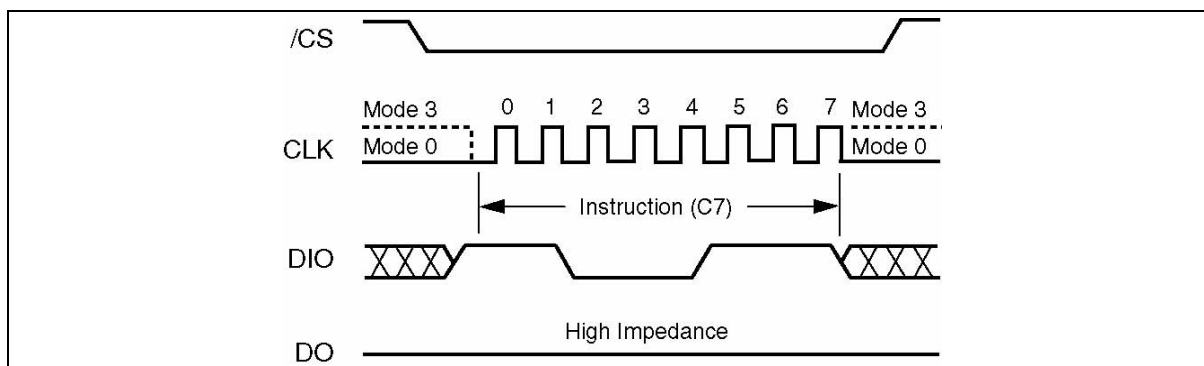 /CS
Mode 3 0 1 2 3 4 5 6 7 Mode 3
CLK Mode 0 Mode 0
Instruction (C7)
DIO
High Impedance
DO